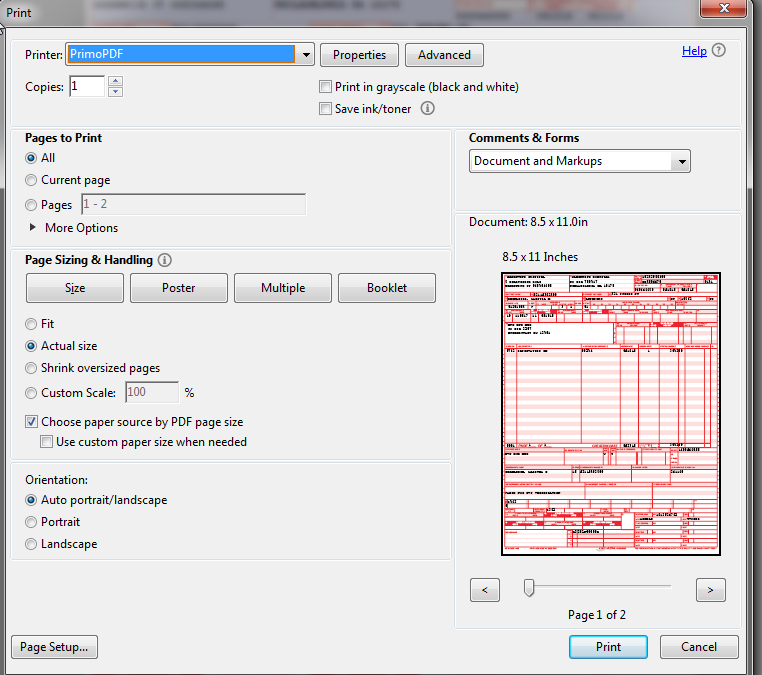 Print
Printer: PrimoPDF Properties Advanced Help
Copies: 1
Print in grayscale (black and white)
Save ink/toner
Pages to Print
All
Current page
Pages 1 - 2
More Options
Comments & Forms
Document and Markups
Page Sizing & Handling
Size Poster Multiple Booklet
Fit
Actual size
Shrink oversized pages
Custom Scale: 100 %
Choose paper source by PDF page size
Use custom paper size when needed
Orientation:
Auto portrait/landscape
Portrait
Landscape
Document: 8.5 x 11.0in
8.5 x 11 Inches
< >
Page 1 of 2
Page Setup... Print Cancel